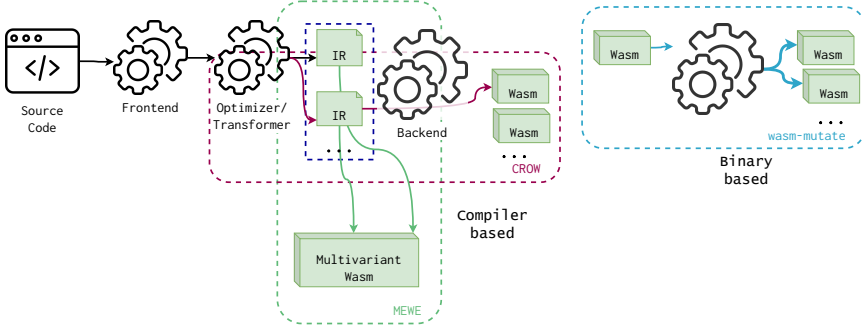 </>
Source
Code
Frontend
Optimizer/
Transformer
IR
IR
...
Backend
Wasm
Wasm
...
CROW
Compiler
based
Multivariant
Wasm
MEWE
Wasm
Wasm
Wasm
...
wasm-mutate
Binary
based